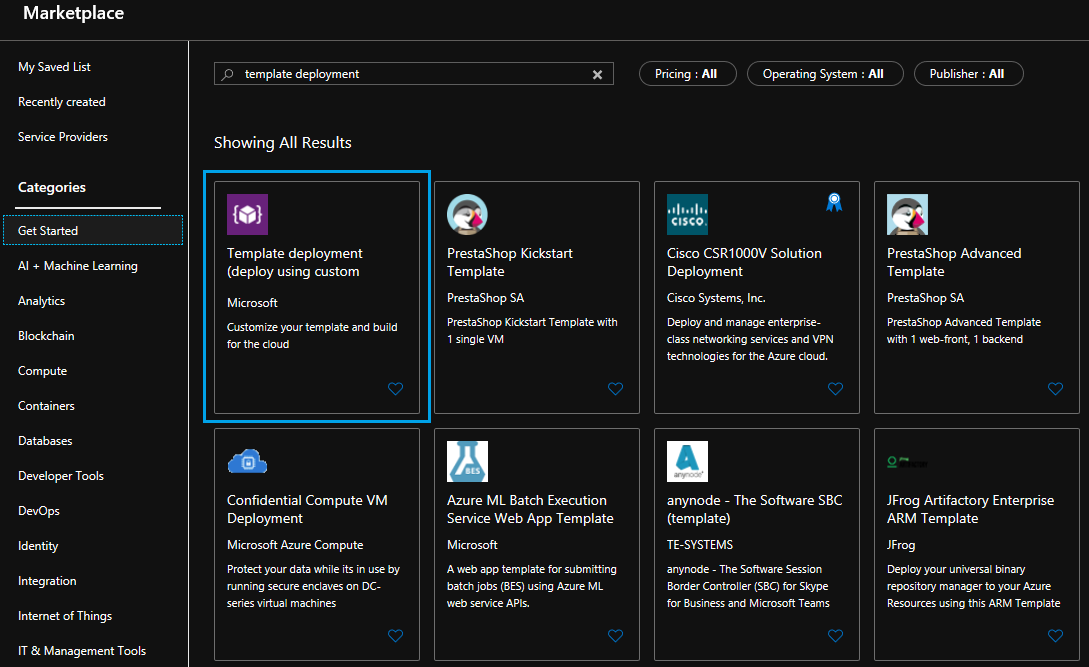 Marketplace
My Saved List
Recently created
Service Providers
Categories
Get Started
AI + Machine Learning
Analytics
Blockchain
Compute
Containers
Databases
Developer Tools
DevOps
Identity
Integration
Internet of Things
IT & Management Tools
template deployment
Pricing : All
Operating System : All
Publisher : All
Showing All Results
Template deployment
(deploy using custom
Microsoft
Customize your template and build
for the cloud
PrestaShop Kickstart
Template
PrestaShop SA
PrestaShop Kickstart Template with
1 single VM
CISCO
Cisco CSR1000V Solution
Deployment
Cisco Systems, Inc.
Deploy and manage enterprise-
class networking services and VPN
technologies for the Azure cloud.
PrestaShop Advanced
Template
PrestaShop SA
PrestaShop Advanced Template
with 1 web-front, 1 backend
Confidential Compute VM
Deployment
Microsoft Azure Compute
Protect your data while its in use by
running secure enclaves on DC-
series virtual machines
BES
Azure ML Batch Execution
Service Web App Template
Microsoft
A web app template for submitting
batch jobs (BES) using Azure ML
web service APIs.
anynode
anynode - The Software SBC
(template)
TE-SYSTEMS
anynode - The Software Session
Border Controller (SBC) for Skype
for Business and Microsoft Teams
JFrog Artifactory Enterprise
ARM Template
JFrog
Deploy your universal binary
repository manager to your Azure
Resources using this ARM Template